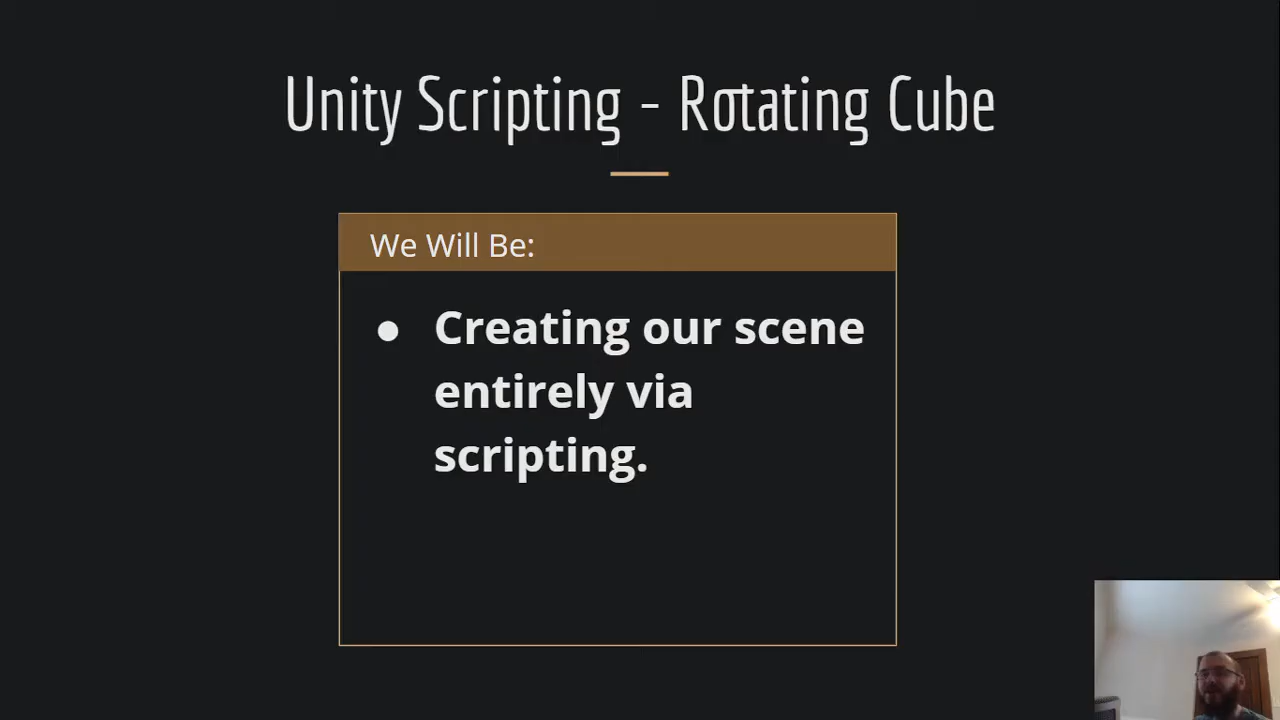 Unity Scripting - Rotating Cube
We Will Be:
● Creating our scene
entirely via
scripting.